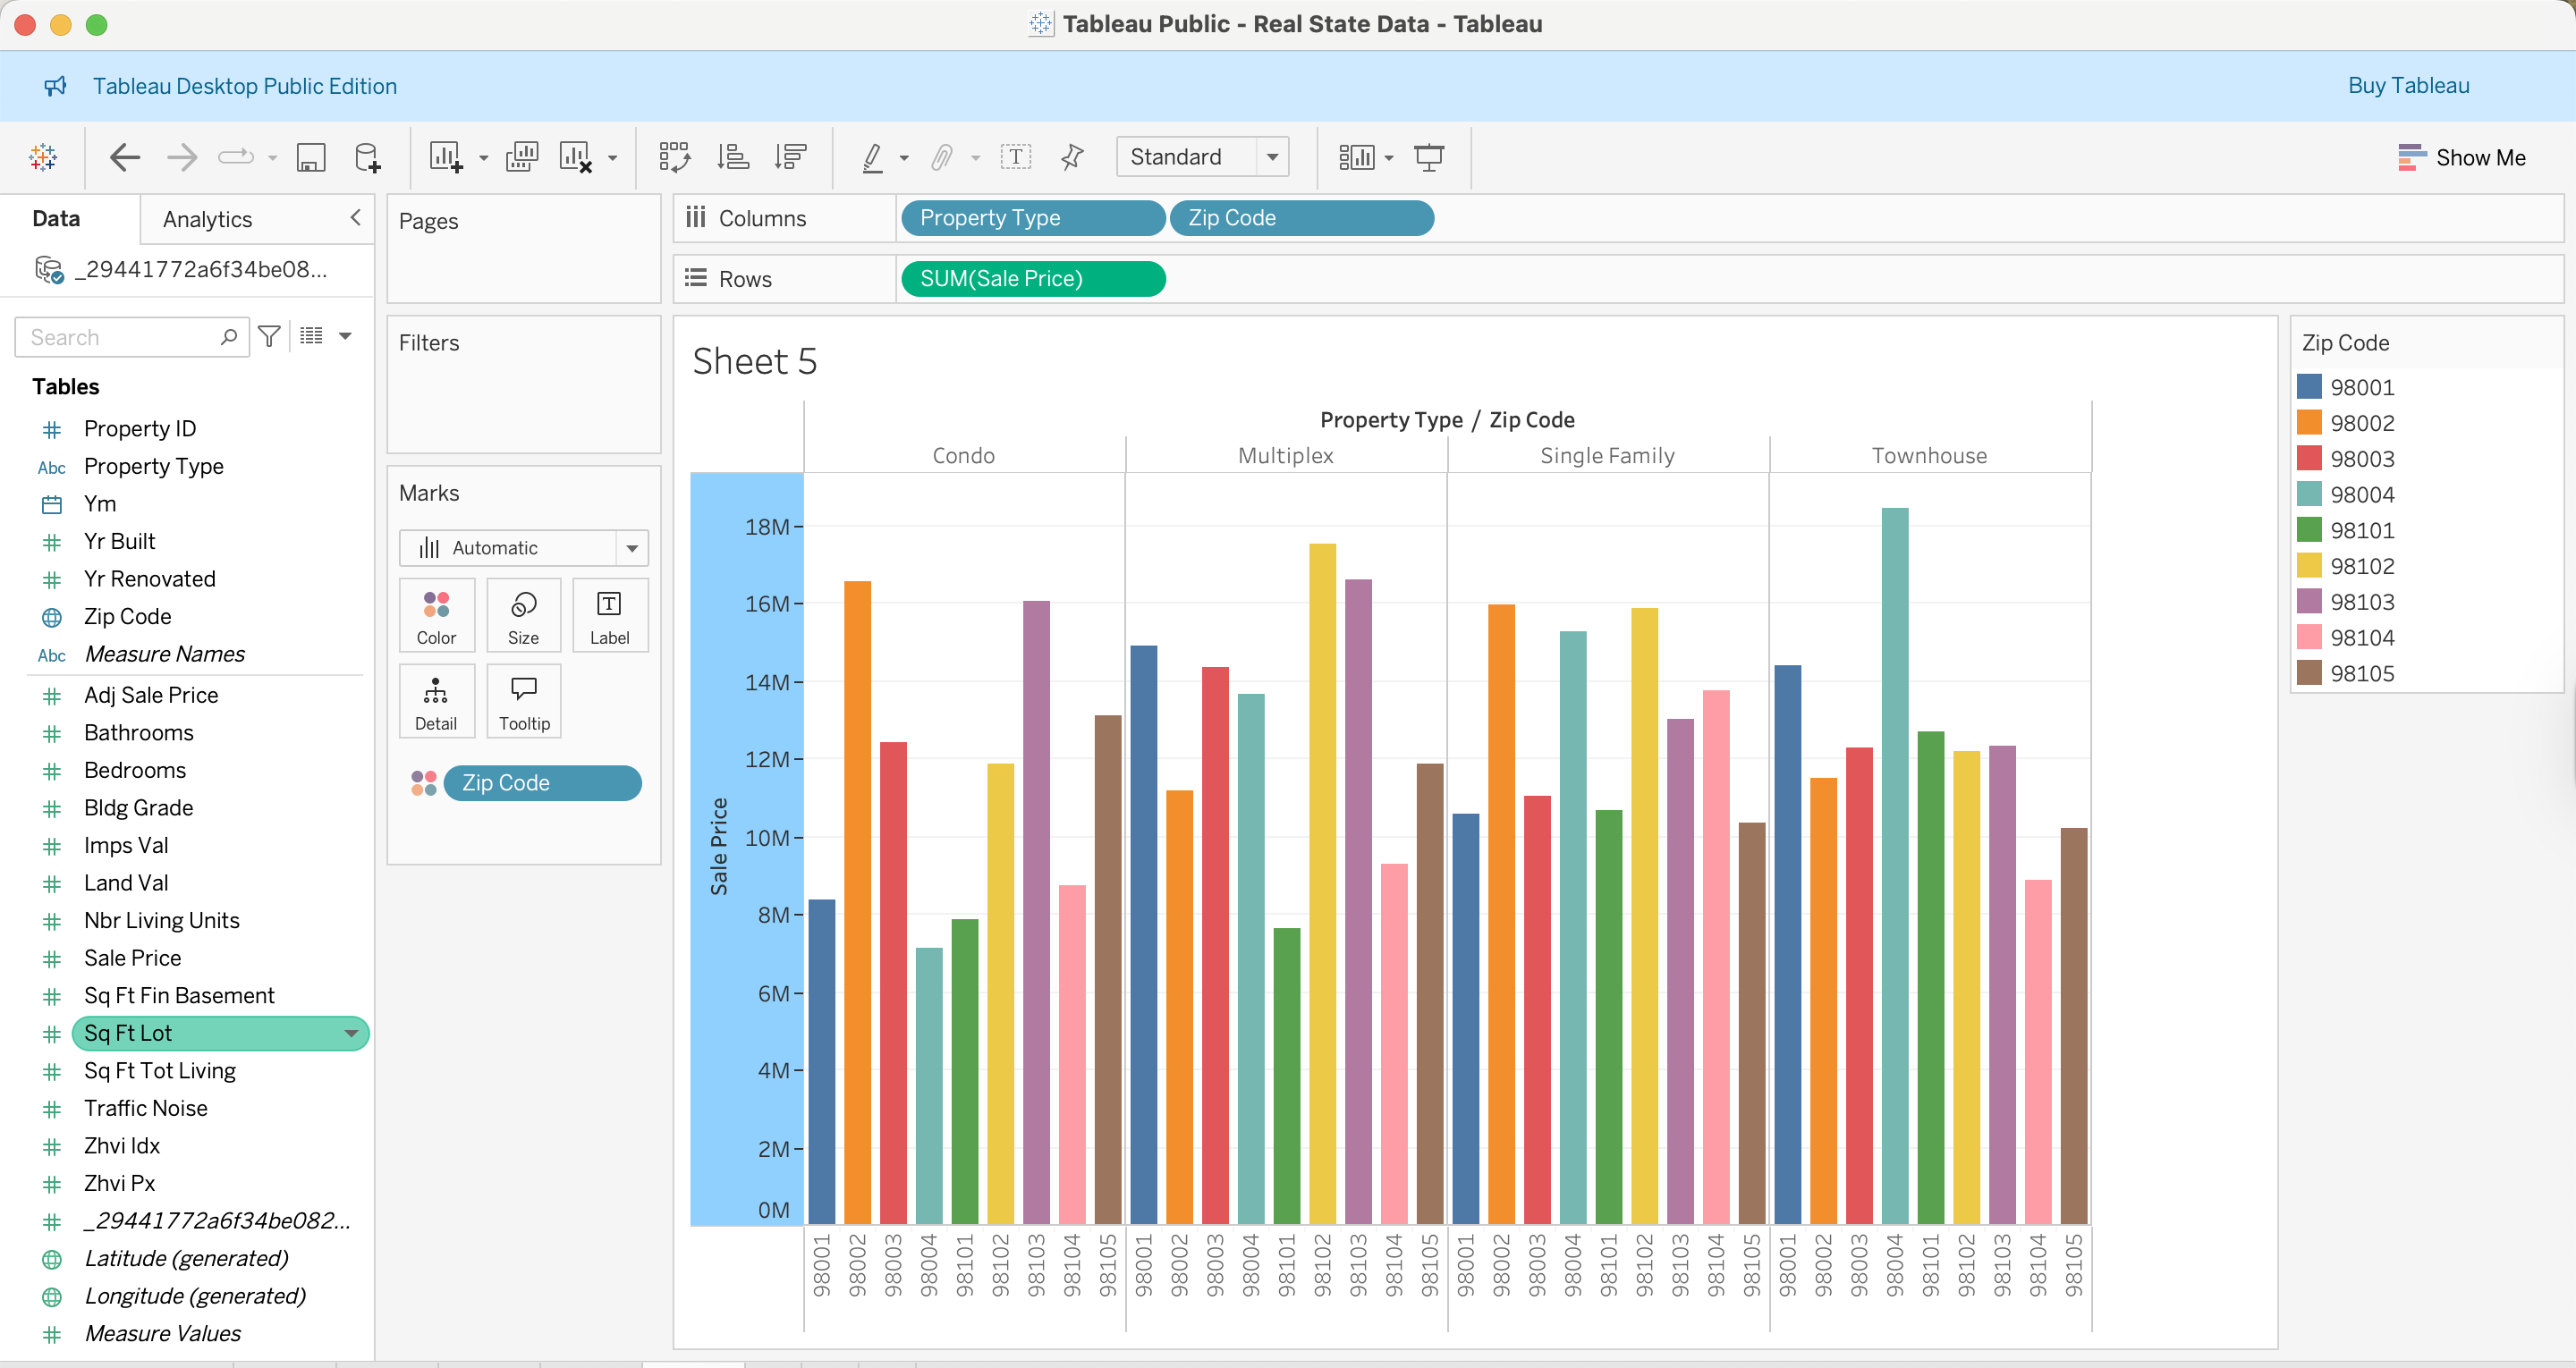 Tableau Public - Real State Data - Tableau
Tableau Desktop Public Edition
Buy Tableau
Standard
Show Me
Data
Analytics
_29441772a6f34be08...
Search
Tables
Property ID
Abc Property Type
Ym
Yr Built
Yr Renovated
Zip Code
Abc Measure Names
Adj Sale Price
Bathrooms
Bedrooms
Bldg Grade
Imps Val
Land Val
Nbr Living Units
Sale Price
Sq Ft Fin Basement
Sq Ft Lot
Sq Ft Tot Living
Traffic Noise
Zhvi Idx
Zhvi Px
_29441772a6f34be082...
Latitude (generated)
Longitude (generated)
Measure Values
Pages
Filters
Marks
Automatic
Color
Size
Label
Detail
Tooltip
Zip Code
Columns
Property Type
Zip Code
Rows
SUM(Sale Price)
Sheet 5
Property Type / Zip Code
Condo
Multiplex
Single Family
Townhouse
Sale Price
18M
16M
14M
12M
10M
8M
6M
4M
2M
0M
98001
98002
98003
98004
98101
98102
98103
98104
98105
98001
98002
98003
98004
98101
98102
98103
98104
98105
98001
98002
98003
98004
98101
98102
98103
98104
98105
98001
98002
98003
98004
98101
98102
98103
98104
98105
Zip Code
98001
98002
98003
98004
98101
98102
98103
98104
98105